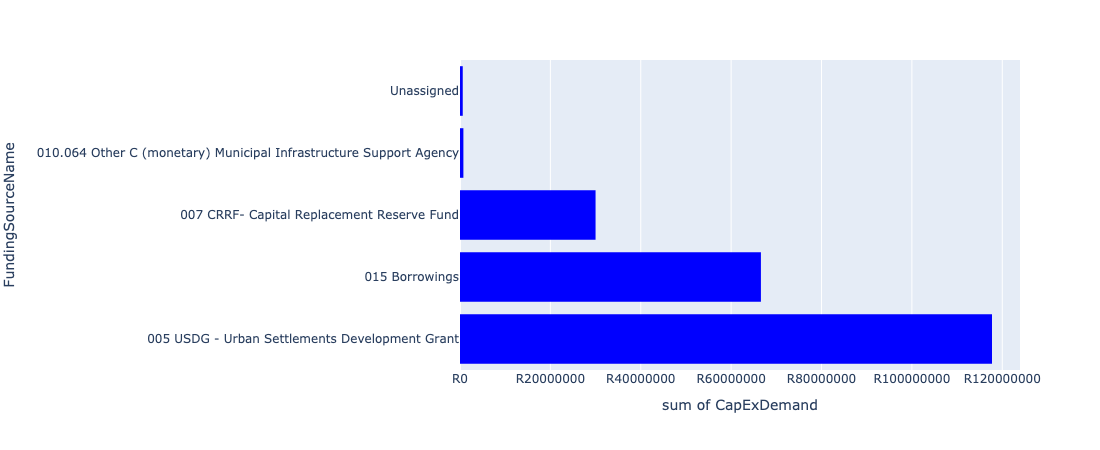 FundingSourceName
Unassigned
010.064 Other C (monetary) Municipal Infrastructure Support Agency
007 CRRF- Capital Replacement Reserve Fund
015 Borrowings
005 USDG - Urban Settlements Development Grant
R0 R20000000 R40000000 R60000000 R80000000 R100000000 R120000000
sum of CapExDemand